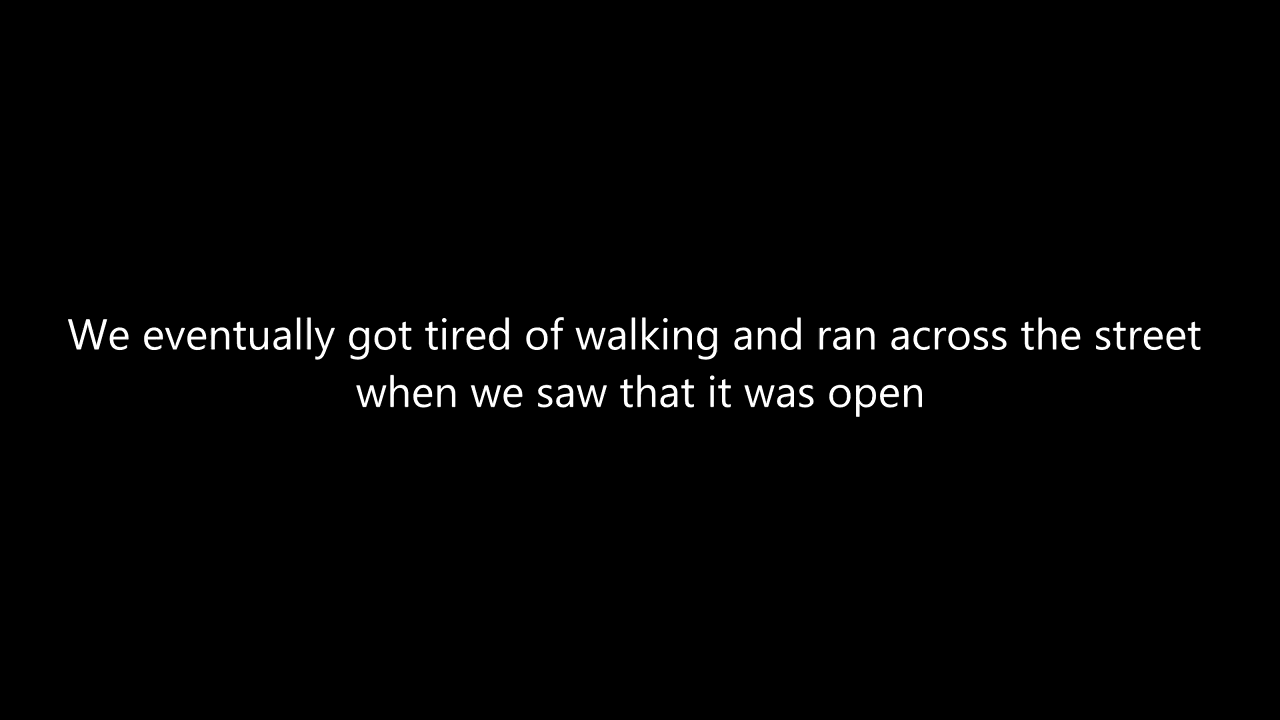 We eventually got tired of walking and ran across the street
when we saw that it was open